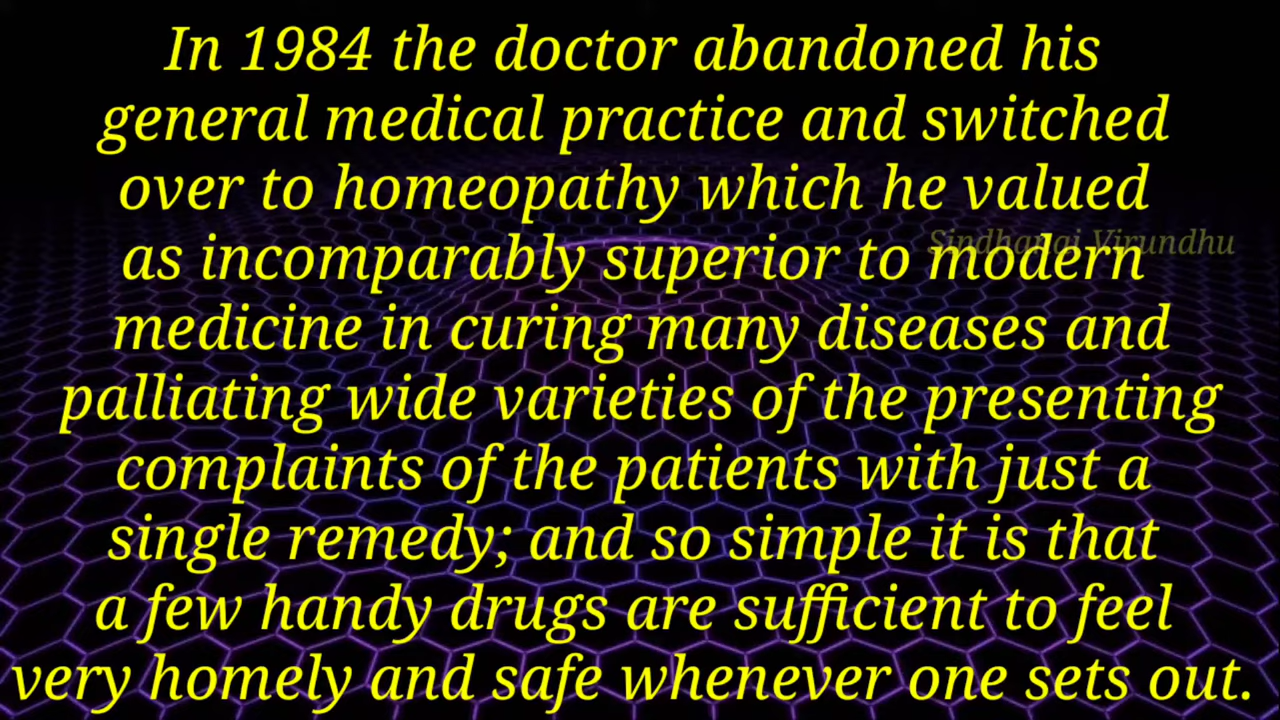 In 1984 the doctor abandoned his
general medical practice and switched
over to homeopathy which he valued
as incomparably superior to modern
medicine in curing many diseases and
palliating wide varieties of the presenting
complaints of the patients with just a
single remedy; and so simple it is that
a few handy drugs are sufficient to feel
very homely and safe whenever one sets out.
Virundhu